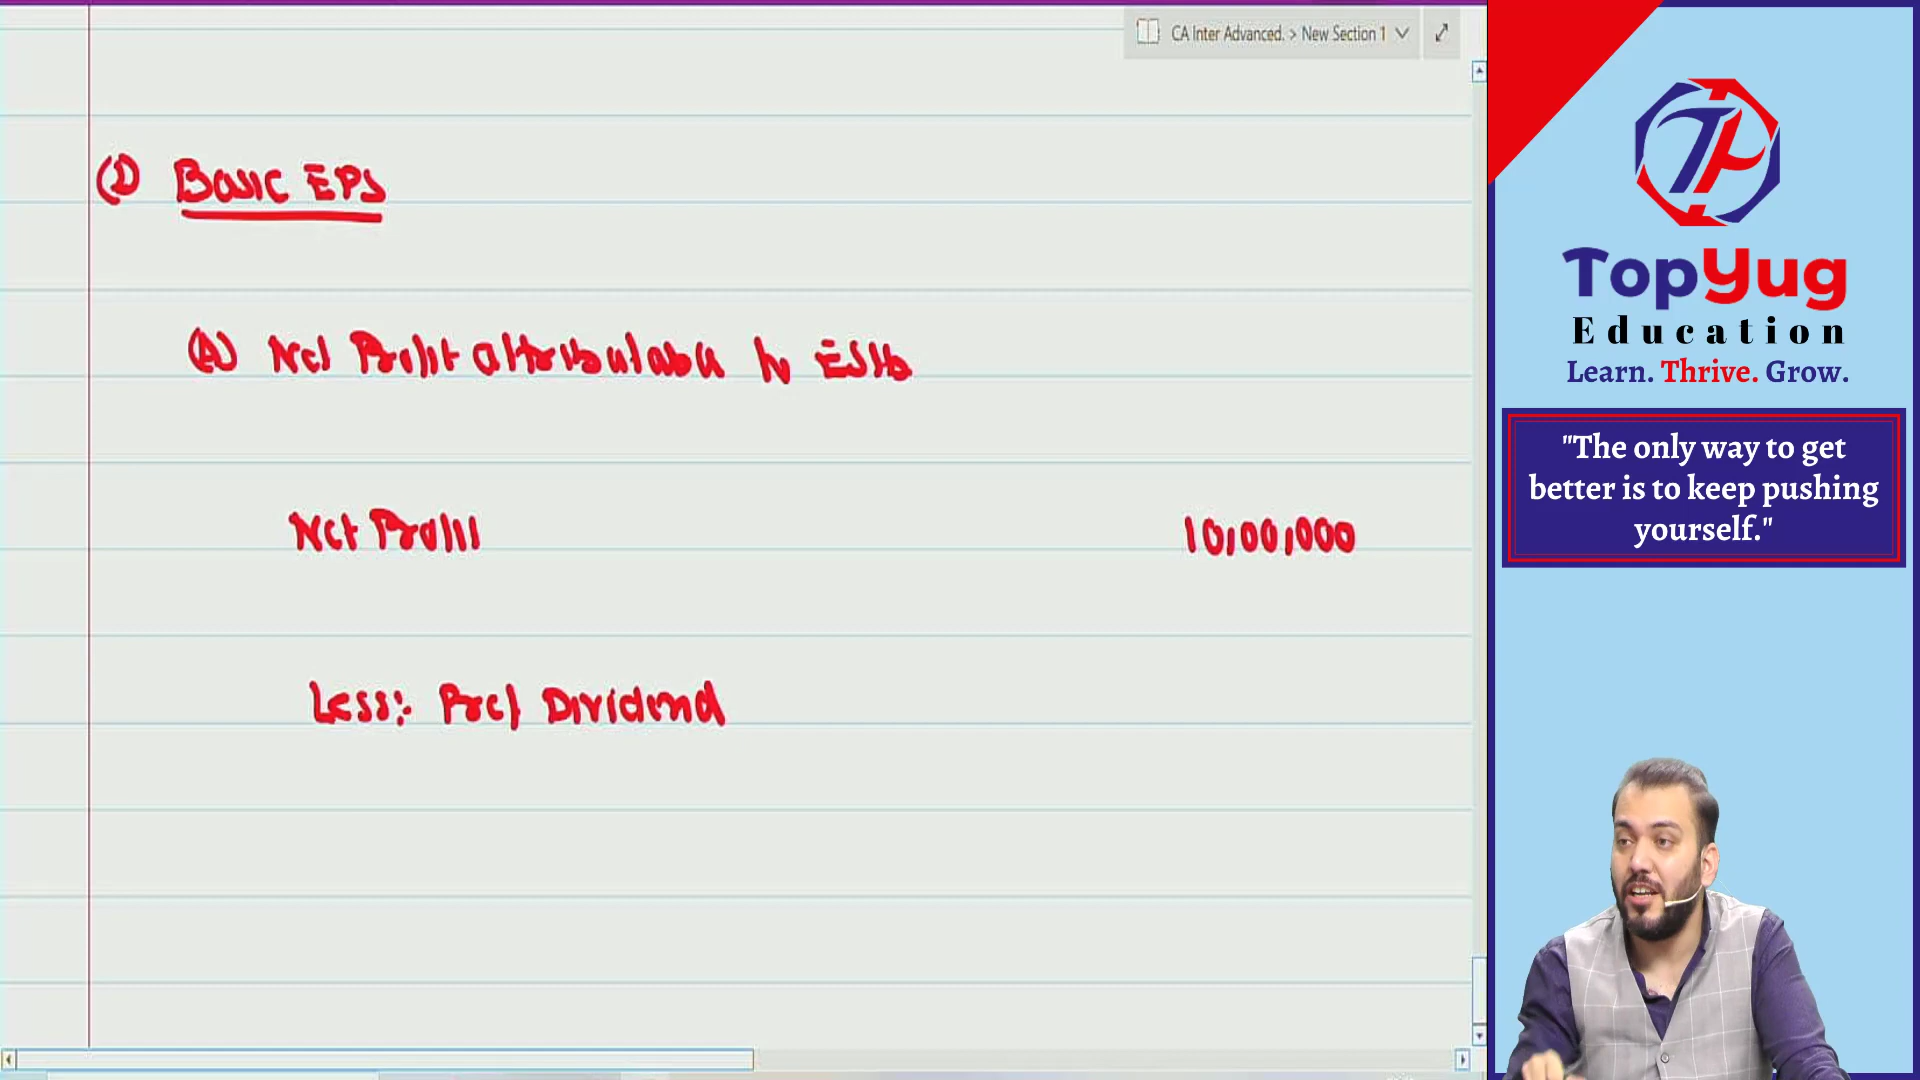 CA Inter Advanced. > New Section 1
(1) Basic EPS
(A) Net Profit attributable to ESHs
Net Profit 10,00,000
Less:- Pref Dividend
TopYug
Education
Learn. Thrive. Grow.
"The only way to get
better is to keep pushing
yourself."